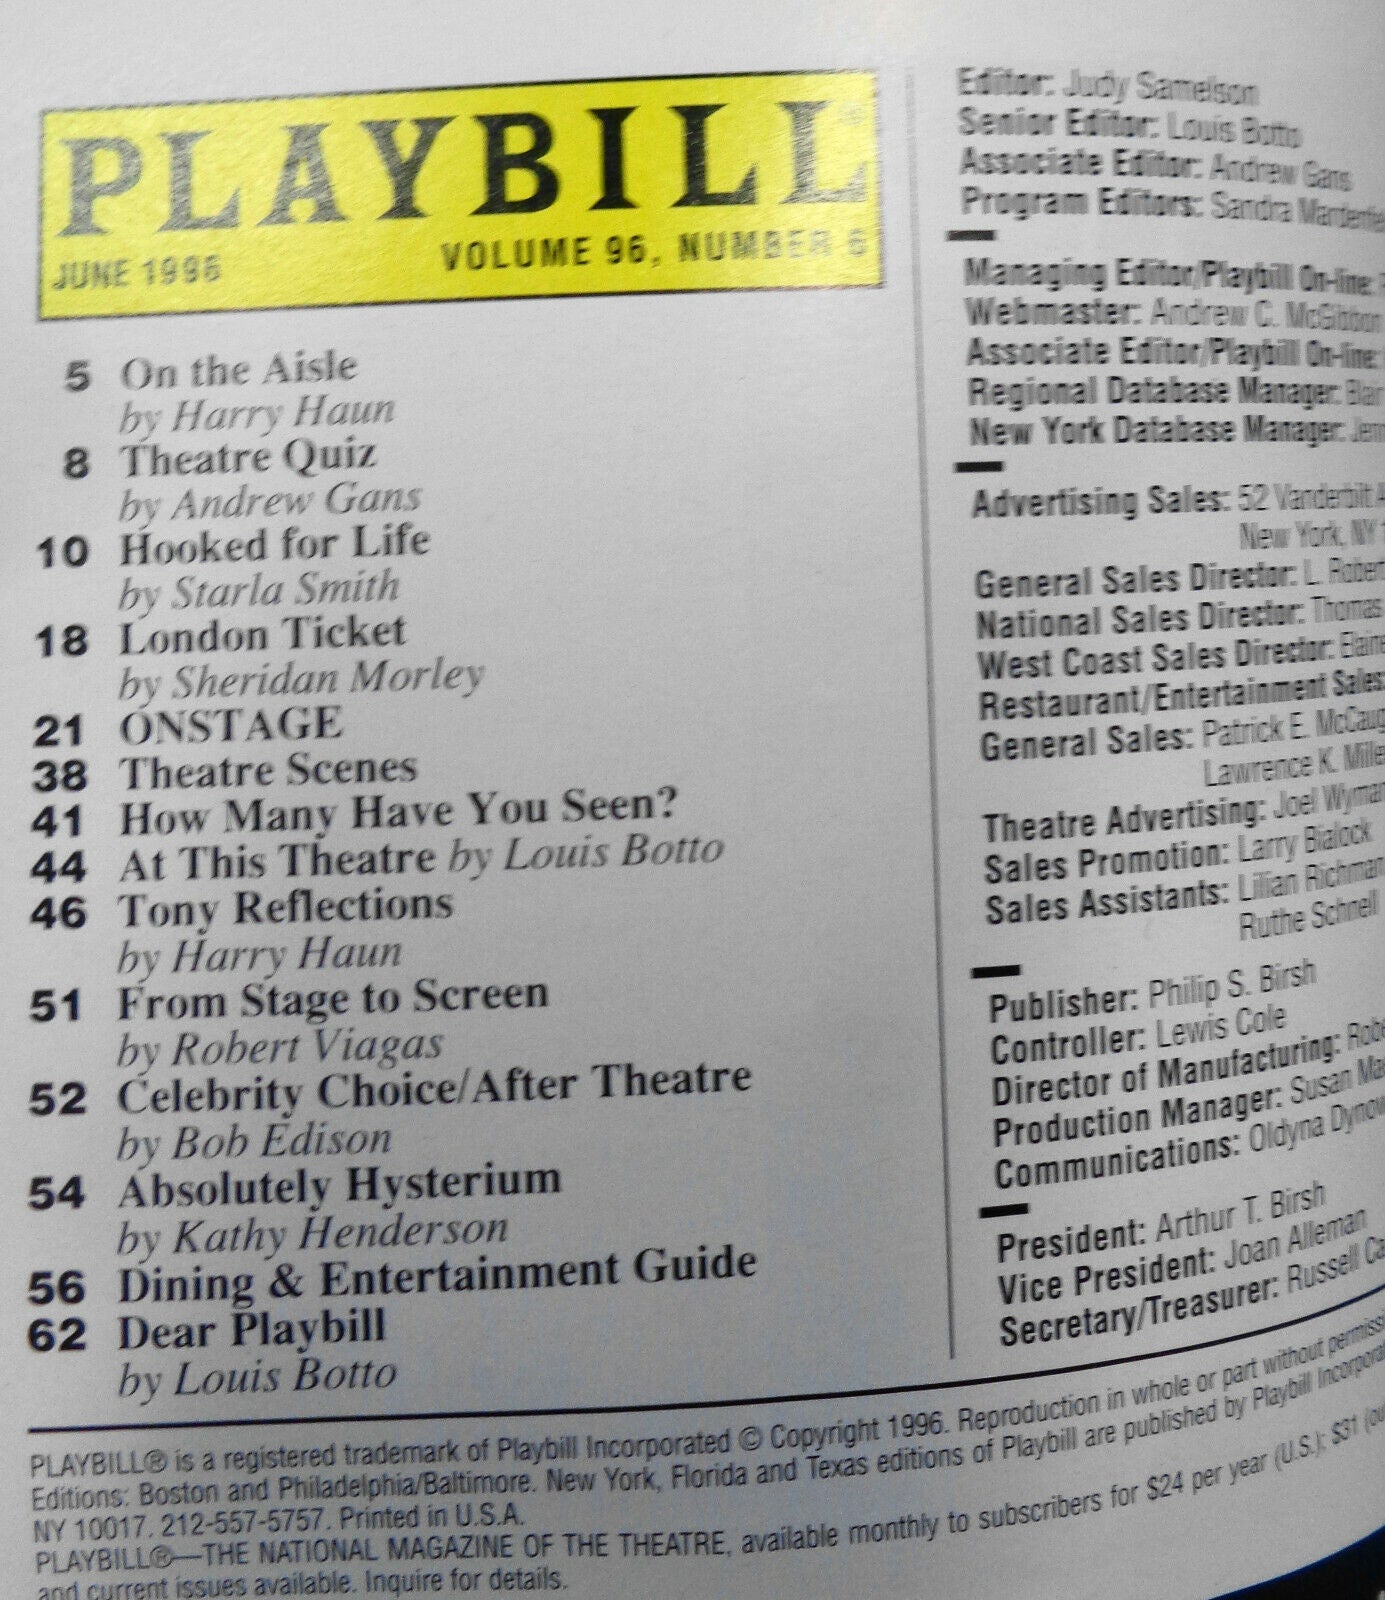 PLAYBILL®
JUNE 1996 VOLUME 96, NUMBER 6
5 On the Aisle
by Harry Haun
8 Theatre Quiz
by Andrew Gans
10 Hooked for Life
by Starla Smith
18 London Ticket
by Sheridan Morley
21 ONSTAGE
38 Theatre Scenes
41 How Many Have You Seen?
44 At This Theatre by Louis Botto
46 Tony Reflections
by Harry Haun
51 From Stage to Screen
by Robert Viagas
52 Celebrity Choice/After Theatre
by Bob Edison
54 Absolutely Hysterium
by Kathy Henderson
56 Dining & Entertainment Guide
62 Dear Playbill
by Louis Botto
Editor: Judy Samelson
Senior Editor: Louis Botto
Associate Editor: Andrew Gans
Program Editors: Sandra
Managing Editor/Playbill On-line:
Webmaster: Andrew C. McGibbon
Associate Editor/Playbill On-line:
Regional Database Manager: Blair
New York Database Manager:
Advertising Sales: 52 Vanderbilt
New York, NY
General Sales Director: L. Robert
National Sales Director: Thomas
West Coast Sales Director: Elaine
Restaurant/Entertainment Sales:
General Sales: Patrick E.
Lawrence K.
Theatre Advertising: Joel Wyman
Sales Promotion: Larry Bialock
Sales Assistants: Lilian Richman
Ruthe Schnell
Publisher: Philip S. Birsh
Controller: Lewis Cole
Director of Manufacturing:
Production Manager: Susan
Communications: Oldyna
President: Arthur T. Birsh
Vice President: Joan Alleman
Secretary/Treasurer: Russell
PLAYBILL® is a registered trademark of Playbill Incorporated © Copyright 1996. Reproduction in whole or part without
Editions: Boston and Philadelphia/Baltimore. New York, Florida and Texas editions of Playbill are published by Playbill
NY 10017. 212-557-5757. Printed in U.S.A.
PLAYBILL®—THE NATIONAL MAGAZINE OF THE THEATRE, available monthly to subscribers for $24 per year (U.S.); $31
and current issues available. Inquire for details.